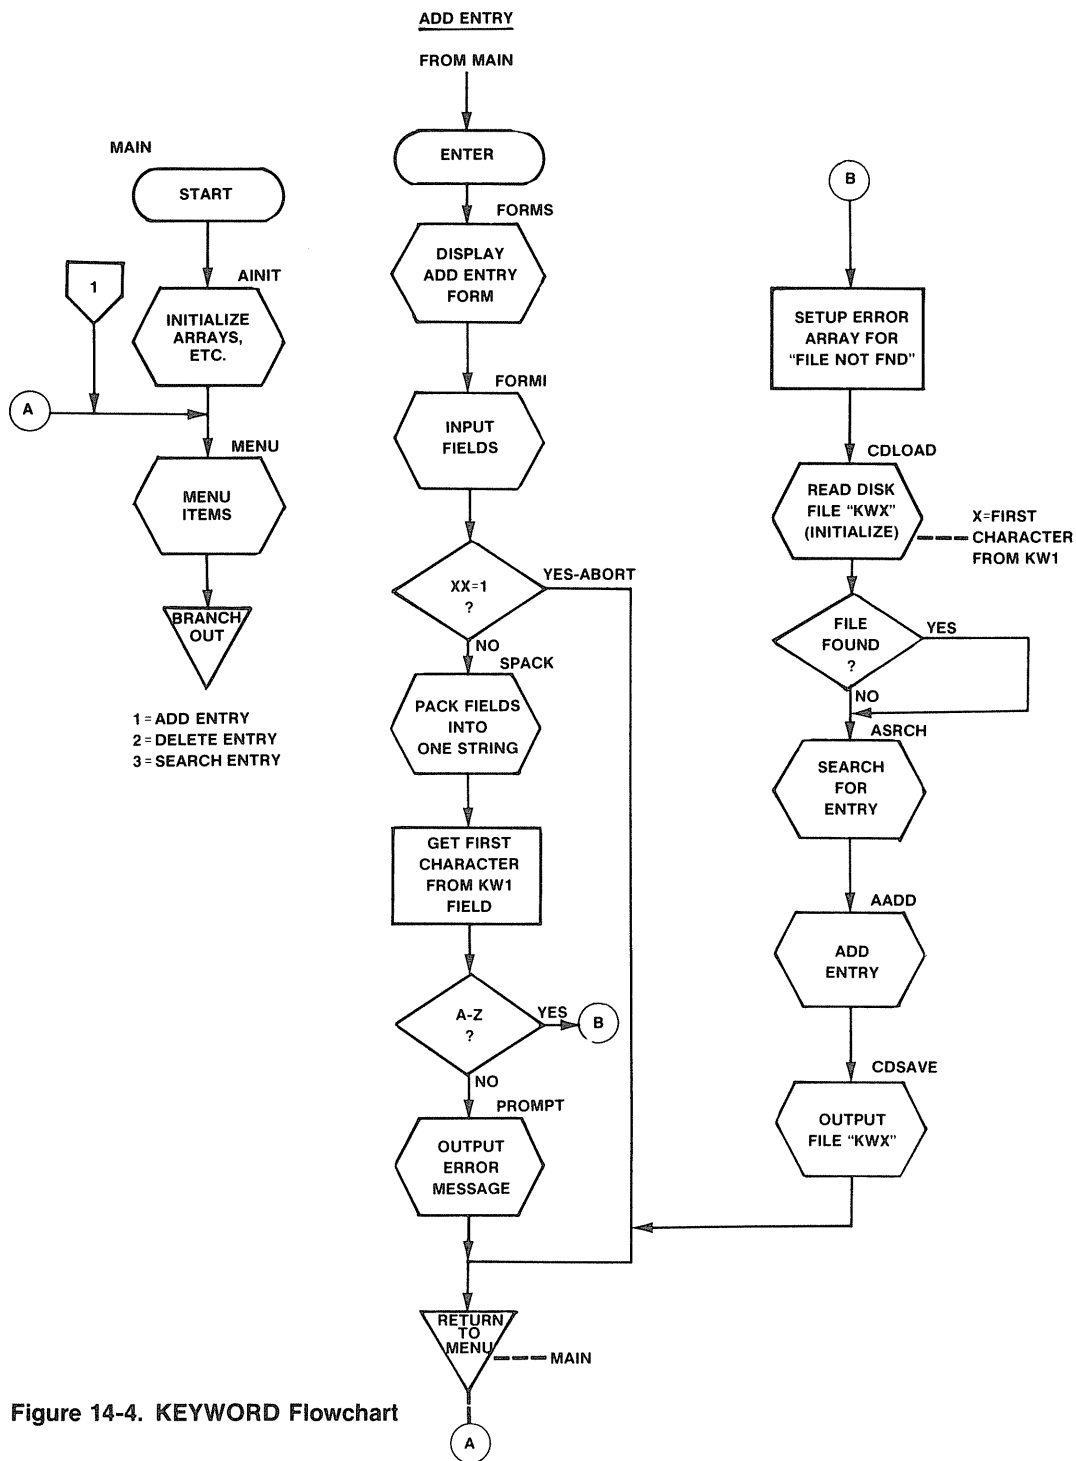 ADD ENTRY
FROM MAIN
ENTER
FORMS
DISPLAY
ADD ENTRY
FORM
FORMI
INPUT
FIELDS
XX=1
?
YES-ABORT
NO
SPACK
PACK FIELDS
INTO
ONE STRING
GET FIRST
CHARACTER
FROM KW1
FIELD
A-Z
?
YES
B
NO
PROMPT
OUTPUT
ERROR
MESSAGE
RETURN
TO
MENU
MAIN
A
MAIN
START
1
AINIT
INITIALIZE
ARRAYS,
ETC.
A
MENU
MENU
ITEMS
BRANCH
OUT
1=ADD ENTRY
2=DELETE ENTRY
3=SEARCH ENTRY
B
SETUP ERROR
ARRAY FOR
“FILE NOT FND”
CDLOAD
READ DISK
FILE “KWX”
(INITIALIZE)
X=FIRST
CHARACTER
FROM KW1
FILE
FOUND
?
YES
NO
ASRCH
SEARCH
FOR
ENTRY
AADD
ADD
ENTRY
CDSAVE
OUTPUT
FILE “KWX”
Figure 14-4. KEYWORD Flowchart